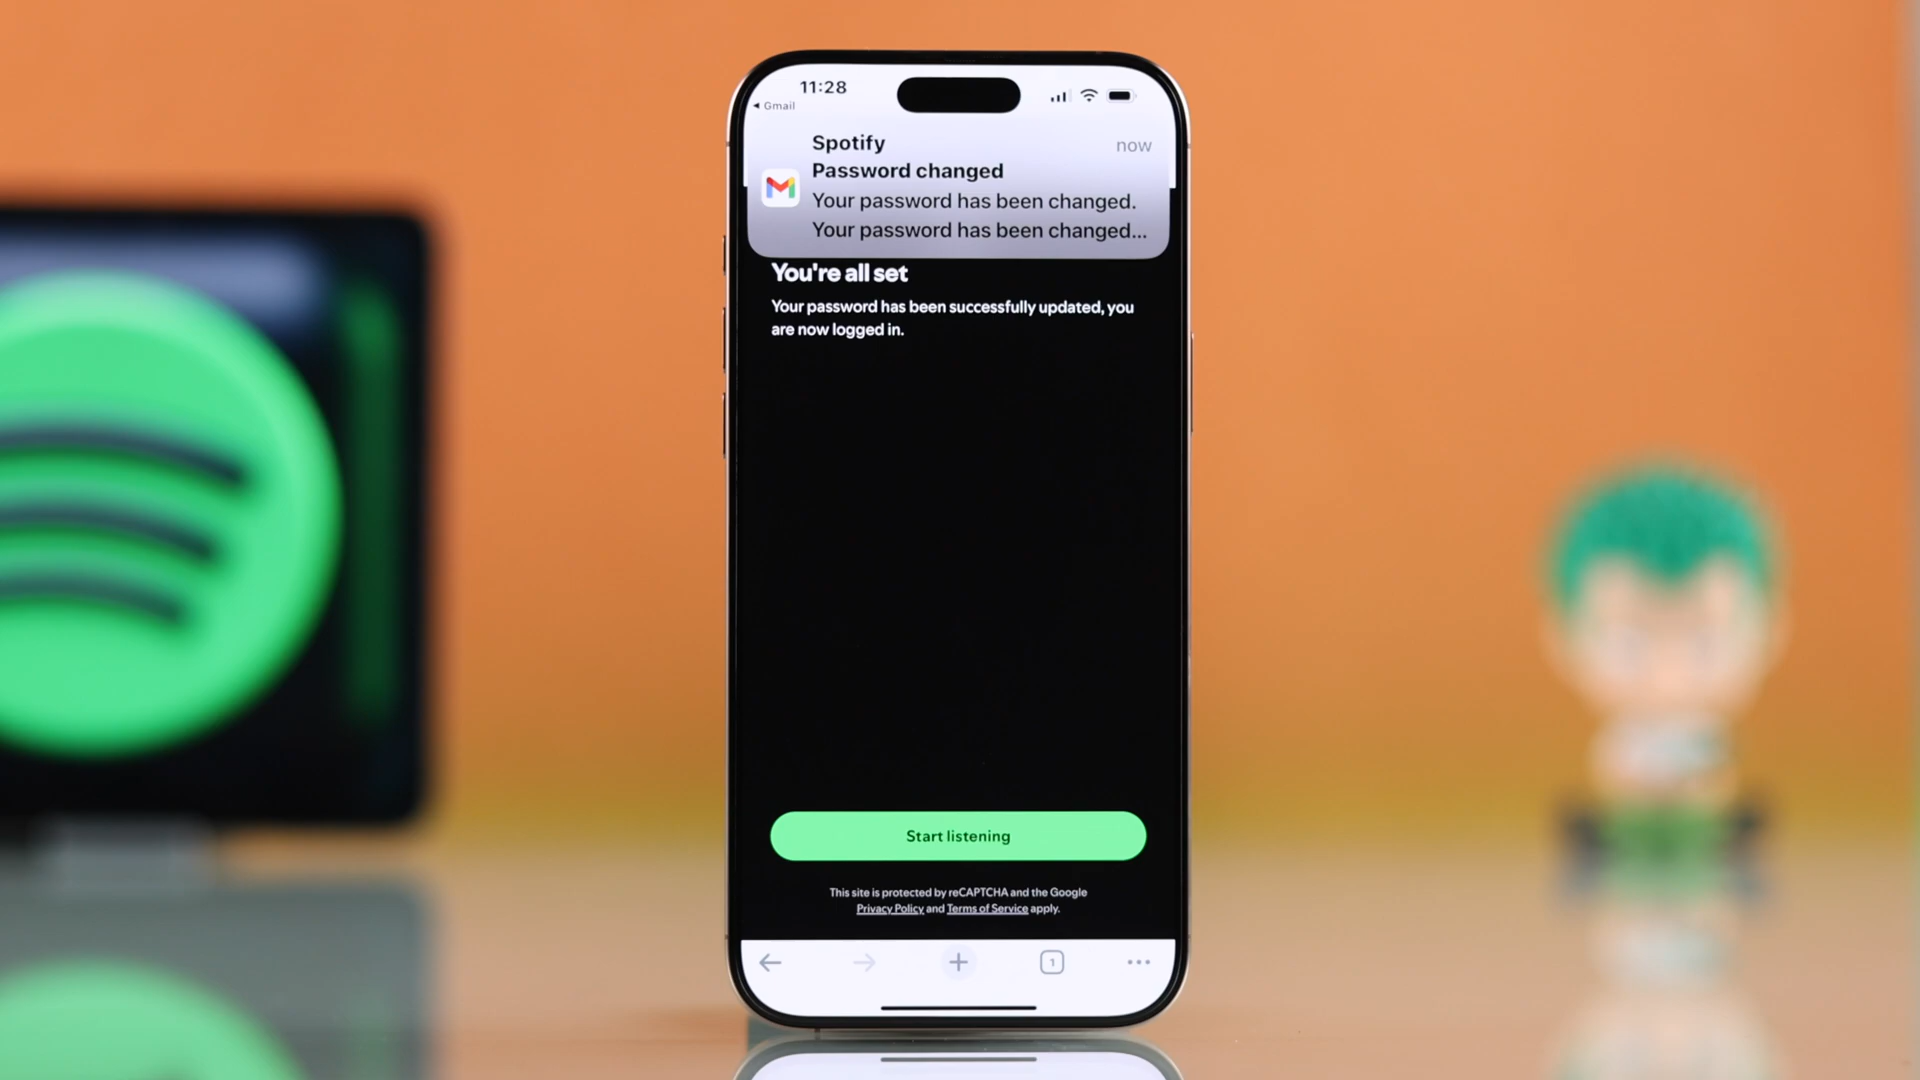 11:28
◂ Gmail
Spotify
now
Password changed
Your password has been changed.
Your password has been changed...
You're all set
Your password has been successfully updated, you
are now logged in.
Start listening
This site is protected by reCAPTCHA and the Google
Privacy Policy and Terms of Service apply.
1